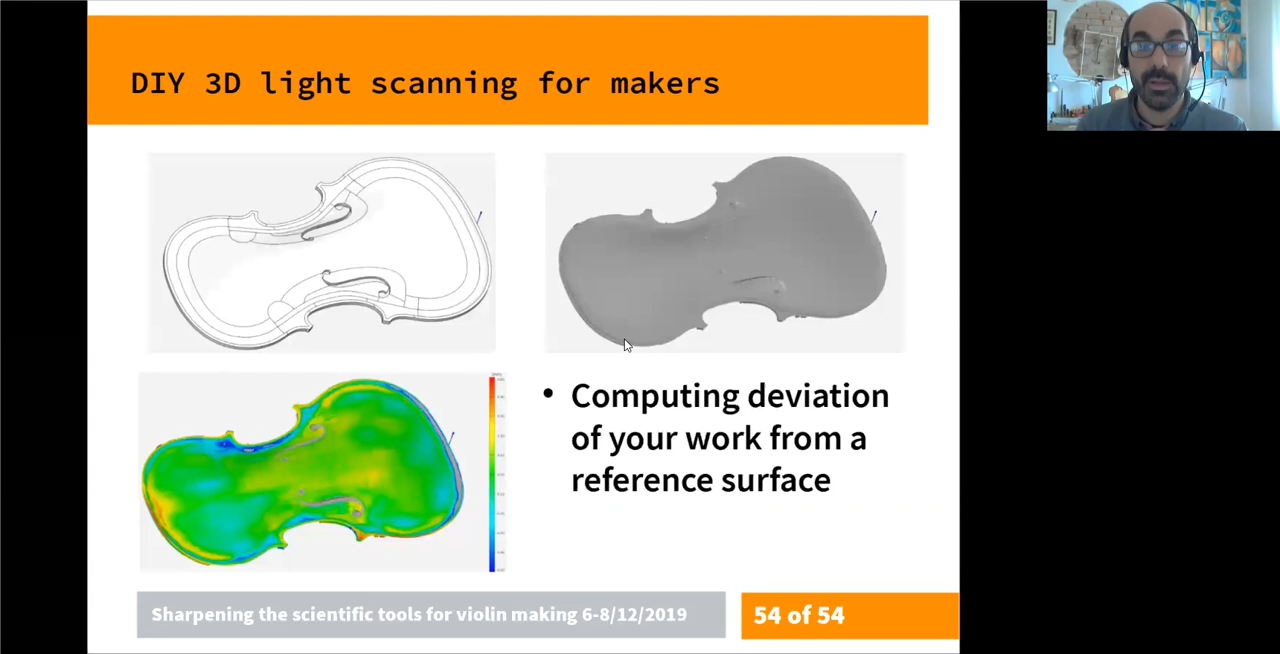 DIY 3D light scanning for makers
• Computing deviation
of your work from a
reference surface
Sharpening the scientific tools for violin making 6-8/12/2019
54 of 54